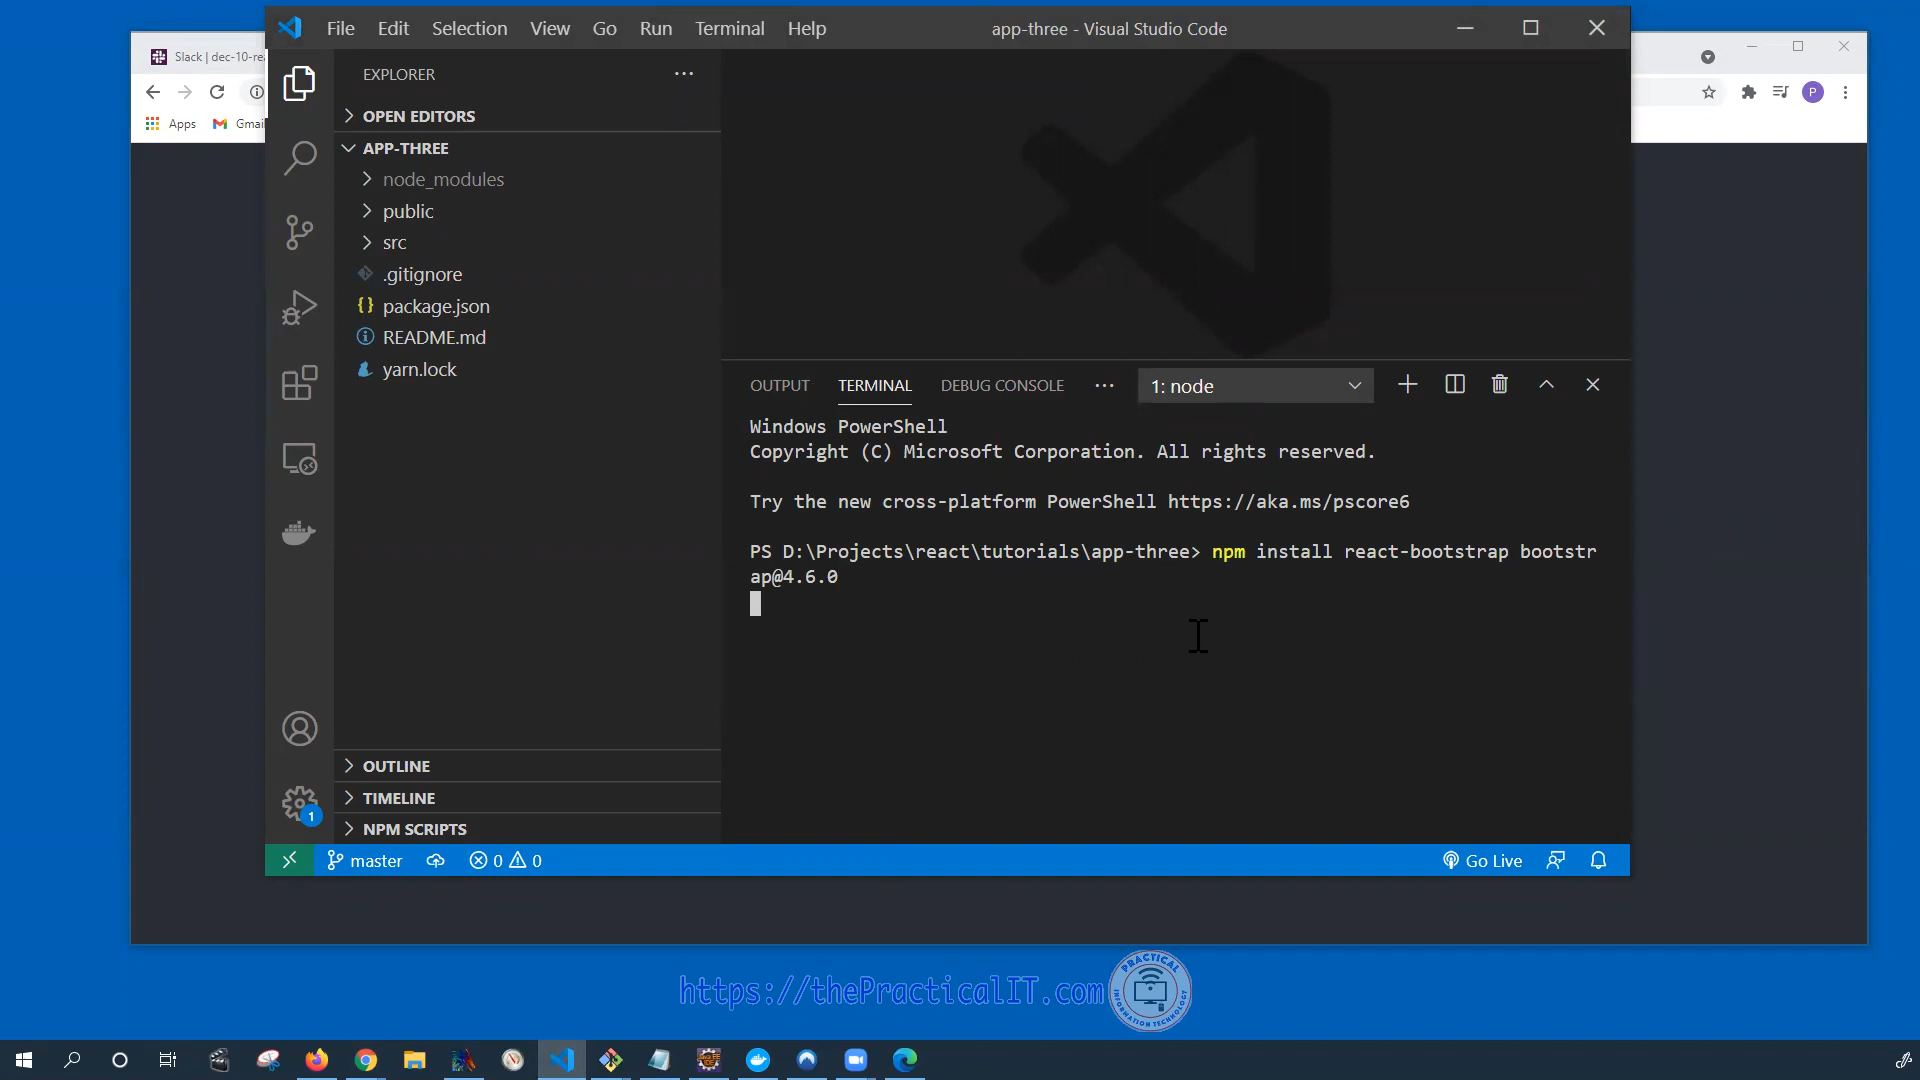 File Edit Selection View Go Run Terminal Help
app-three - Visual Studio Code
Slack | dec-10-re
Apps
Gmai
P
EXPLORER
OPEN EDITORS
APP-THREE
node_modules
public
src
.gitignore
package.json
README.md
yarn.lock
OUTLINE
TIMELINE
NPM SCRIPTS
OUTPUT TERMINAL DEBUG CONSOLE 1: node
Windows PowerShell
Copyright (C) Microsoft Corporation. All rights reserved.
Try the new cross-platform PowerShell https://aka.ms/pscore6
PS D:\Projects\react\tutorials\app-three> npm install react-bootstrap bootstr
ap@4.6.0
1
master 0 0
Go Live
https://thePracticalIT.com
PRACTICAL
INFORMATION TECHNOLOGY